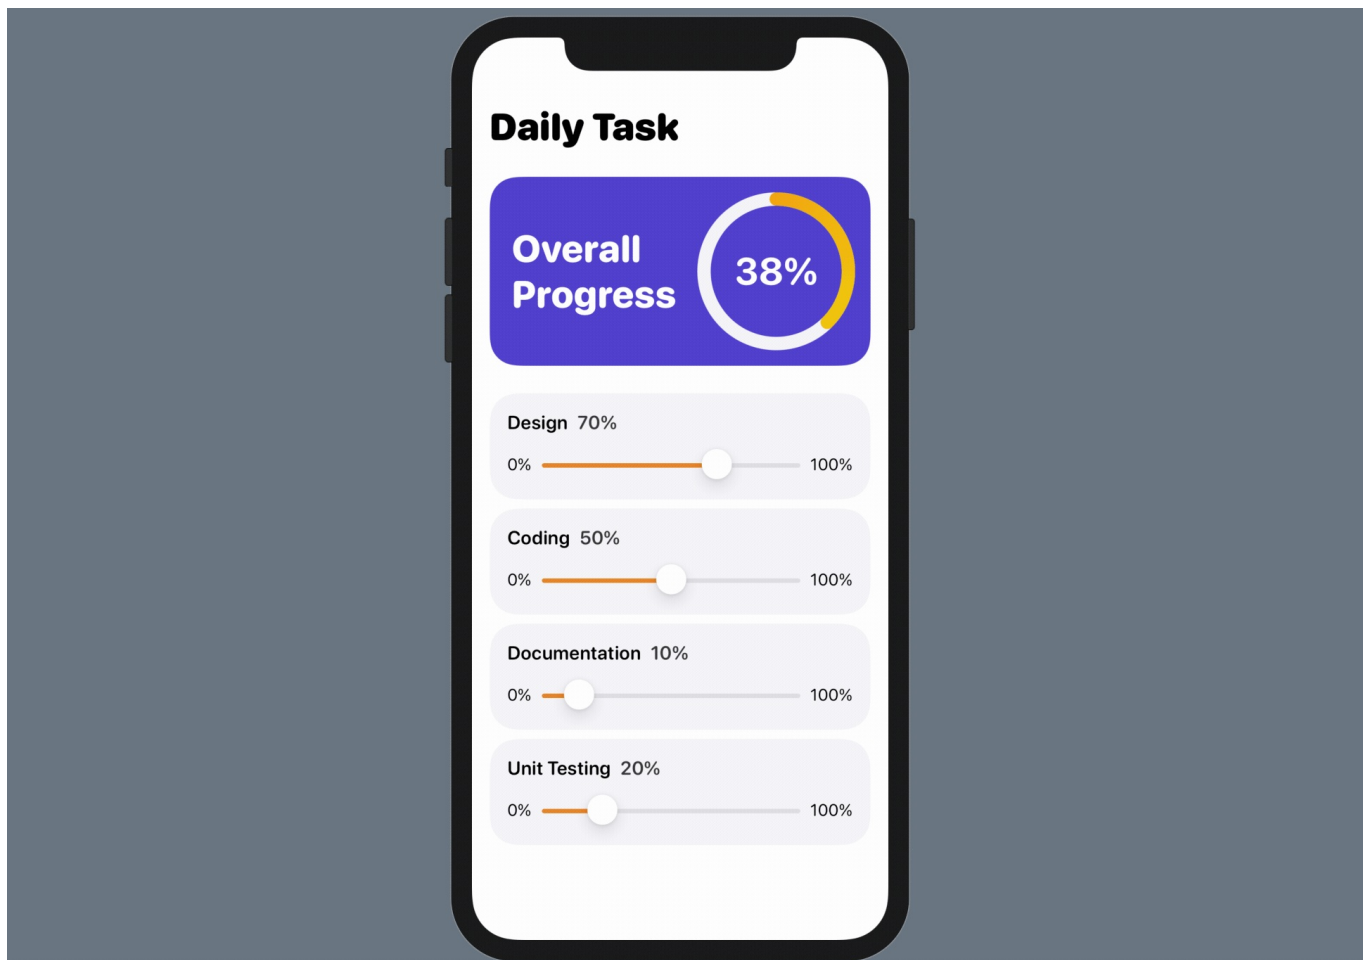 Daily Task
Overall
Progress
38%
Design 70%
0% 100%
Coding 50%
0% 100%
Documentation 10%
0% 100%
Unit Testing 20%
0% 100%